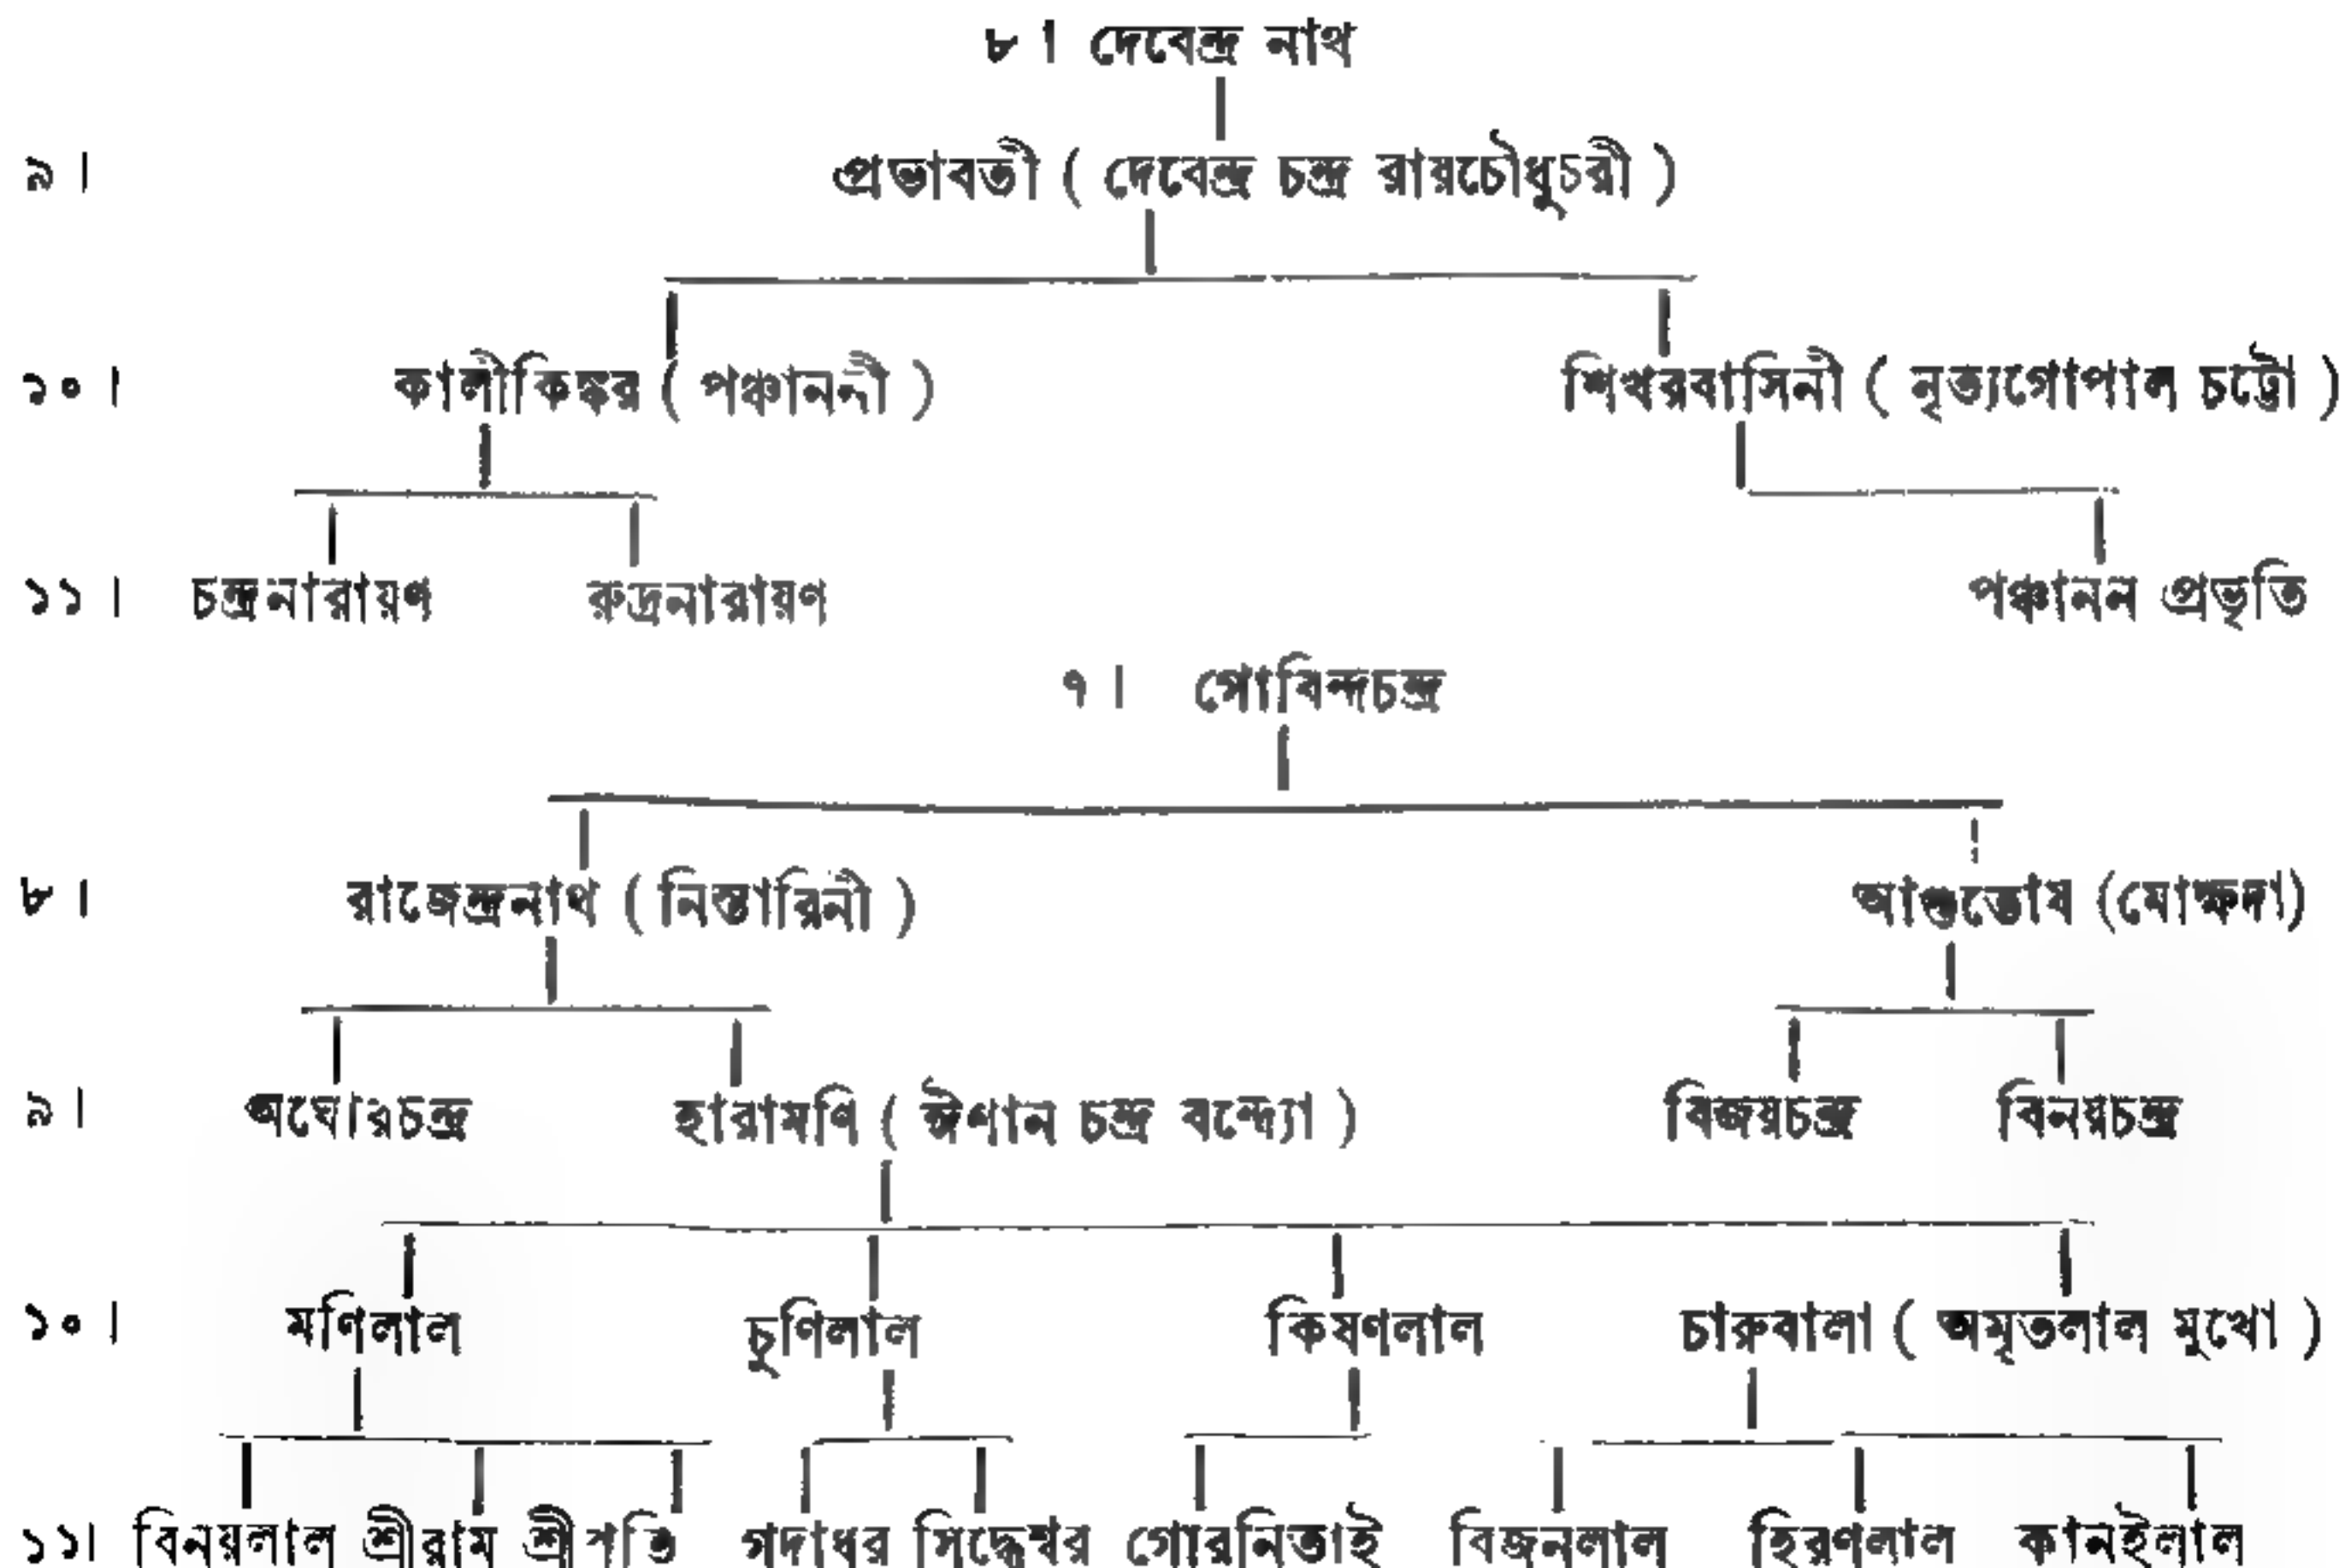 ৮। দেবেন্দ্র নাথ
৯। প্রভাবতী ( দেবেন্দ্র চন্দ্র রায়চৌধুচরী )
১০। কালীকিঙ্কর ( পঞ্চাননী ) শিখরবাসিনী ( নৃত্যগোপাল চট্টো )
১১। চন্দ্রনারায়ণ রুদ্রনারায়ণ পঞ্চানন প্রভৃতি
৭। গোবিন্দচন্দ্র
৮। রাজেন্দ্রনাথ ( নিস্তারিনী ) আশুতোষ (মোক্ষদা)
৯। অঘোরচন্দ্র হারামণি ( ঈশান চন্দ্র বন্দ্যো ) বিজয়চন্দ্র বিনয়চন্দ্র
১০। মণিলাল চুণিলাল কিষণলাল চারুবালা ( অমৃতলাল মুখো )
১১। বিনয়লাল শ্রীরাম শ্রীপতি গদাধর সিদ্ধেশ্বর গোরনিতাই বিজনলাল হিরণলাল কানইলাল